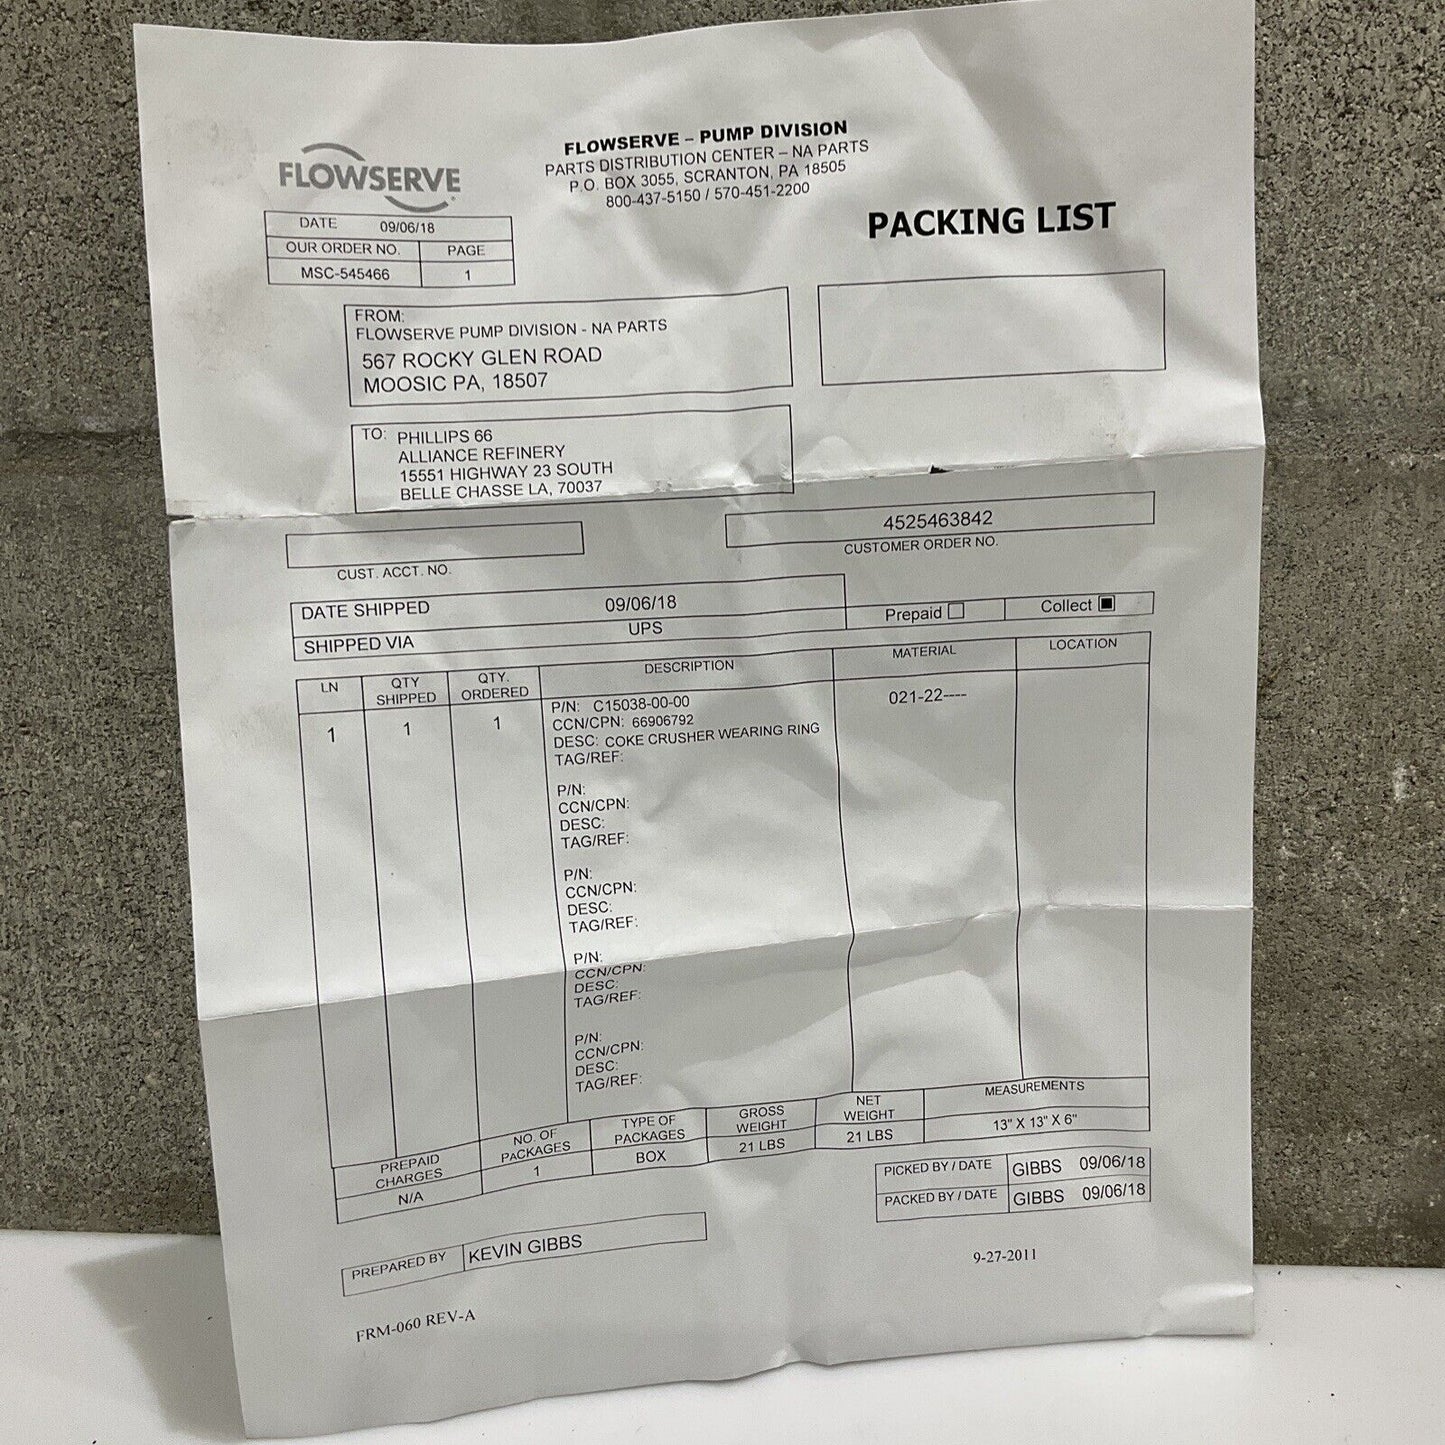 FLOWSERVE
FLOWSERVE – PUMP DIVISION
PARTS DISTRIBUTION CENTER – NA PARTS
P.O. BOX 3055, SCRANTON, PA 18505
800-437-5150 / 570-451-2200
PACKING LIST
DATE 09/06/18
OUR ORDER NO. PAGE
MSC-545466 1
FROM:
FLOWSERVE PUMP DIVISION - NA PARTS
567 ROCKY GLEN ROAD
MOOSIC PA, 18507
TO: PHILLIPS 66
ALLIANCE REFINERY
15551 HIGHWAY 23 SOUTH
BELLE CHASSE LA, 70037
4525463842
CUST. ACCT. NO. CUSTOMER ORDER NO.
DATE SHIPPED 09/06/18
SHIPPED VIA UPS Prepaid Collect
LN QTY SHIPPED QTY. ORDERED DESCRIPTION MATERIAL LOCATION
1 1 1 P/N: C15038-00-00 021-22----
CCN/CPN: 66906792
DESC: COKE CRUSHER WEARING RING
TAG/REF:
P/N:
CCN/CPN:
DESC:
TAG/REF:
P/N:
CCN/CPN:
DESC:
TAG/REF:
P/N:
CCN/CPN:
DESC:
TAG/REF:
P/N:
CCN/CPN:
DESC:
TAG/REF:
PREPAID CHARGES NO. OF PACKAGES TYPE OF PACKAGES GROSS WEIGHT NET WEIGHT MEASUREMENTS
N/A 1 BOX 21 LBS 21 LBS 13" X 13" X 6"
PICKED BY / DATE GIBBS 09/06/18
PACKED BY / DATE GIBBS 09/06/18
PREPARED BY KEVIN GIBBS
9-27-2011
FRM-060 REV-A